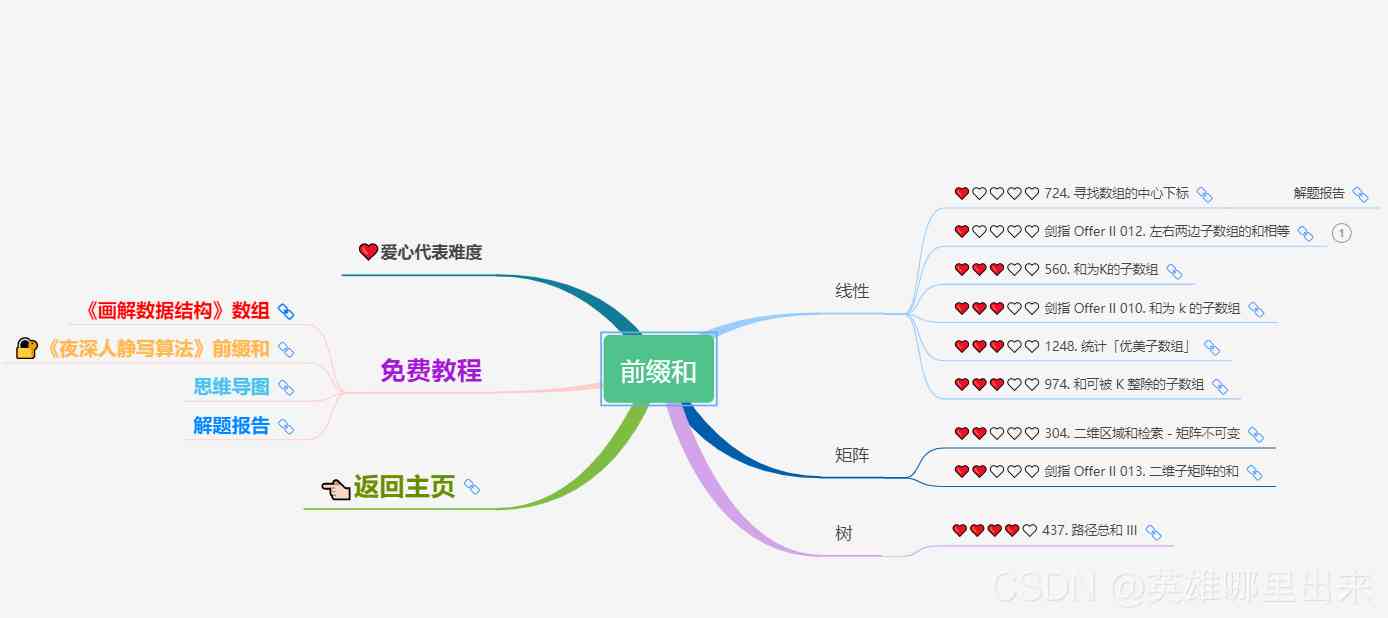 前缀和
爱心代表难度
免费教程
《画解数据结构》数组
《夜深人静写算法》前缀和
思维导图
解题报告
返回主页
线性
724. 寻找数组的中心下标
解题报告
剑指 Offer II 012. 左右两边子数组的和相等
1
560. 和为K的子数组
剑指 Offer II 010. 和为 k 的子数组
1248. 统计「优美子数组」
974. 和可被 K 整除的子数组
矩阵
304. 二维区域和检索 - 矩阵不可变
剑指 Offer II 013. 二维子矩阵的和
树
437. 路径总和 III
CSDN @英雄哪里出来